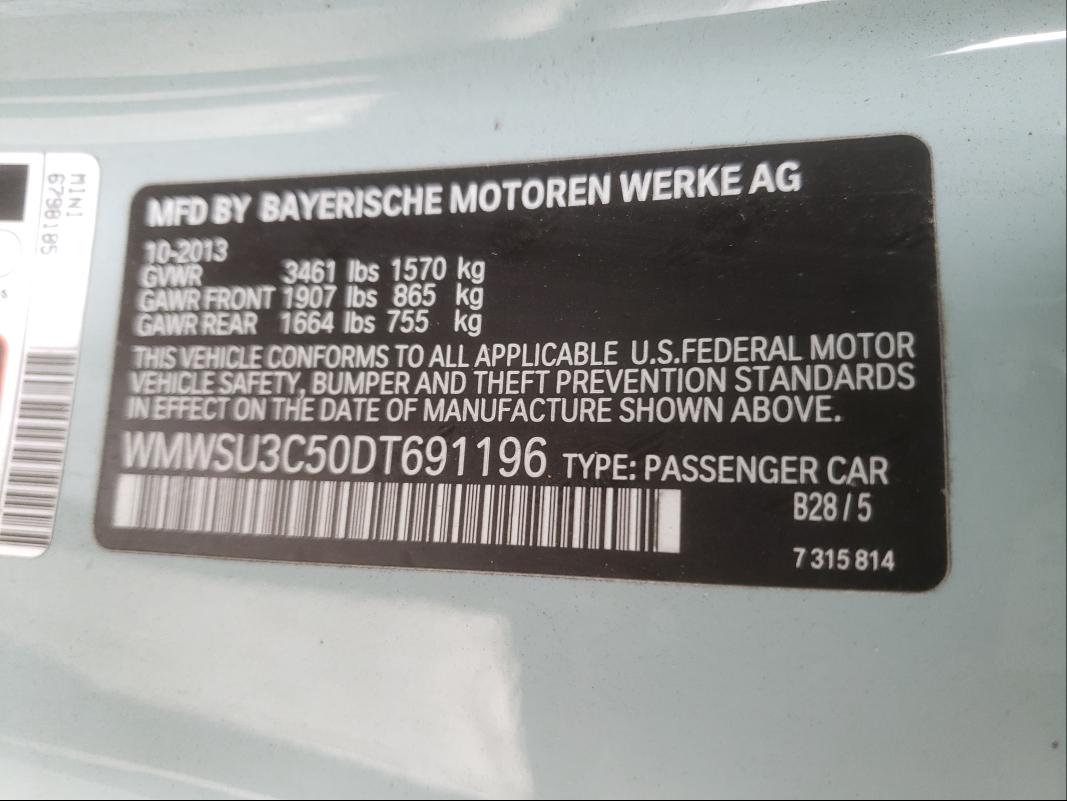 MINI
6798185
MFD BY BAYERISCHE MOTOREN WERKE AG
10-2013
GVWR 3461 lbs 1570 kg
GAWR FRONT 1907 lbs 865 kg
GAWR REAR 1664 lbs 755 kg
THIS VEHICLE CONFORMS TO ALL APPLICABLE U.S.FEDERAL MOTOR
VEHICLE SAFETY, BUMPER AND THEFT PREVENTION STANDARDS
IN EFFECT ON THE DATE OF MANUFACTURE SHOWN ABOVE.
WMWSU3C50DT691196 TYPE: PASSENGER CAR
B28/5
7 315 814